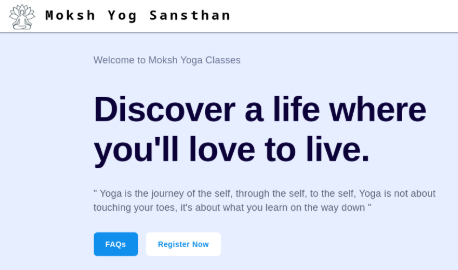 Moksh Yog Sansthan
Welcome to Moksh Yoga Classes
Discover a life where
you'll love to live.
" Yoga is the journey of the self, through the self, to the self, Yoga is not about
touching your toes, it's about what you learn on the way down "
FAQs Register Now